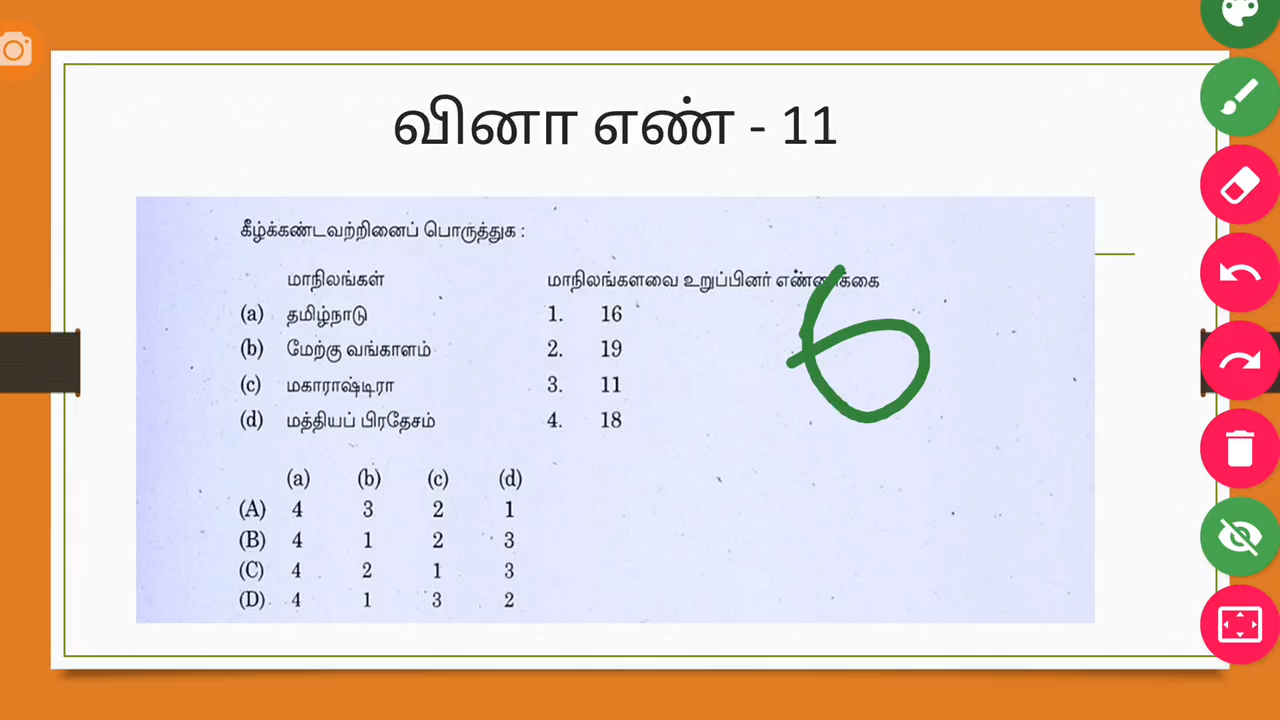 வினா எண் - 11
கீழ்க்கண்டவற்றினைப் பொருத்துக :
மாநிலங்கள் மாநிலங்களவை உறுப்பினர் எண்ணிக்கை
(a) தமிழ்நாடு 1. 16
(b) மேற்கு வங்காளம் 2. 19
(c) மகாராஷ்டிரா 3. 11
(d) மத்தியப் பிரதேசம் 4. 18
6
(a) (b) (c) (d)
(A) 4 3 2 1
(B) 4 1 2 3
(C) 4 2 1 3
(D) 4 1 3 2